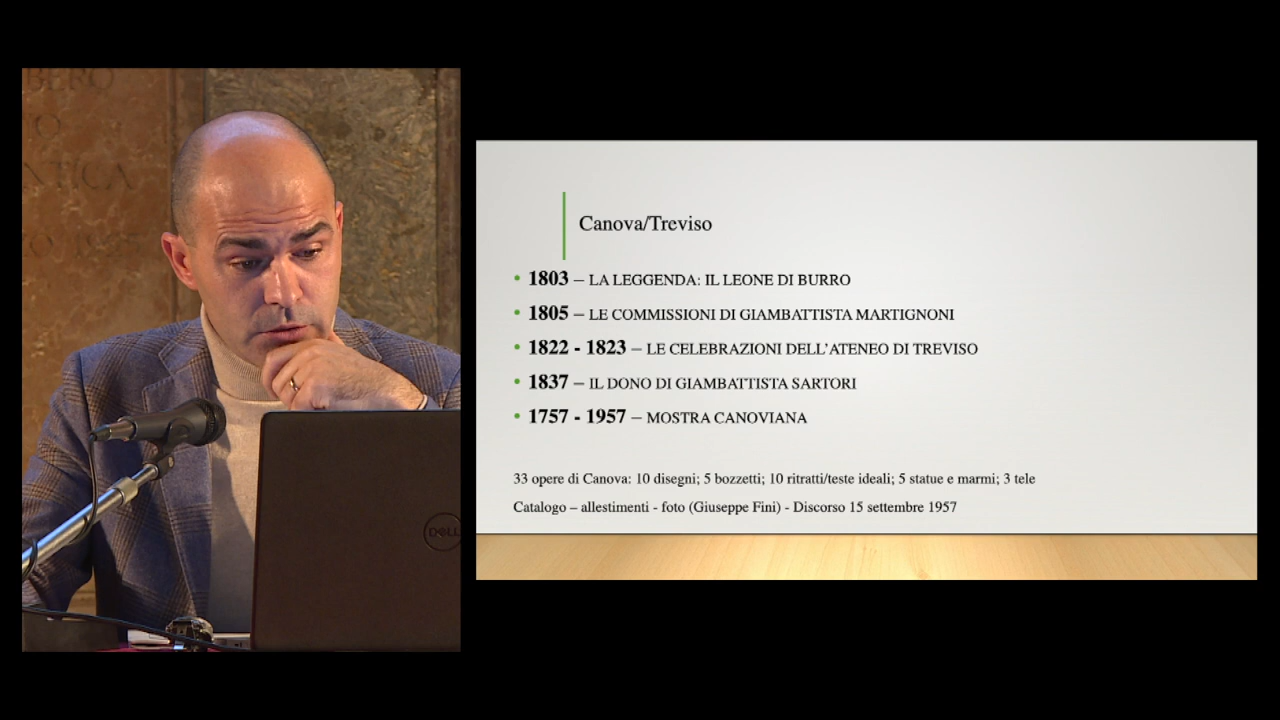 BERO
IO
NTICA
DELL
Canova/Treviso
• 1803 – LA LEGGENDA: IL LEONE DI BURRO
• 1805 – LE COMMISSIONI DI GIAMBATTISTA MARTIGNONI
• 1822 - 1823 – LE CELEBRAZIONI DELL’ATENEO DI TREVISO
• 1837 – IL DONO DI GIAMBATTISTA SARTORI
• 1757 - 1957 – MOSTRA CANOVIANA
33 opere di Canova: 10 disegni; 5 bozzetti; 10 ritratti/teste ideali; 5 statue e marmi; 3 tele
Catalogo – allestimenti - foto (Giuseppe Fini) - Discorso 15 settembre 1957